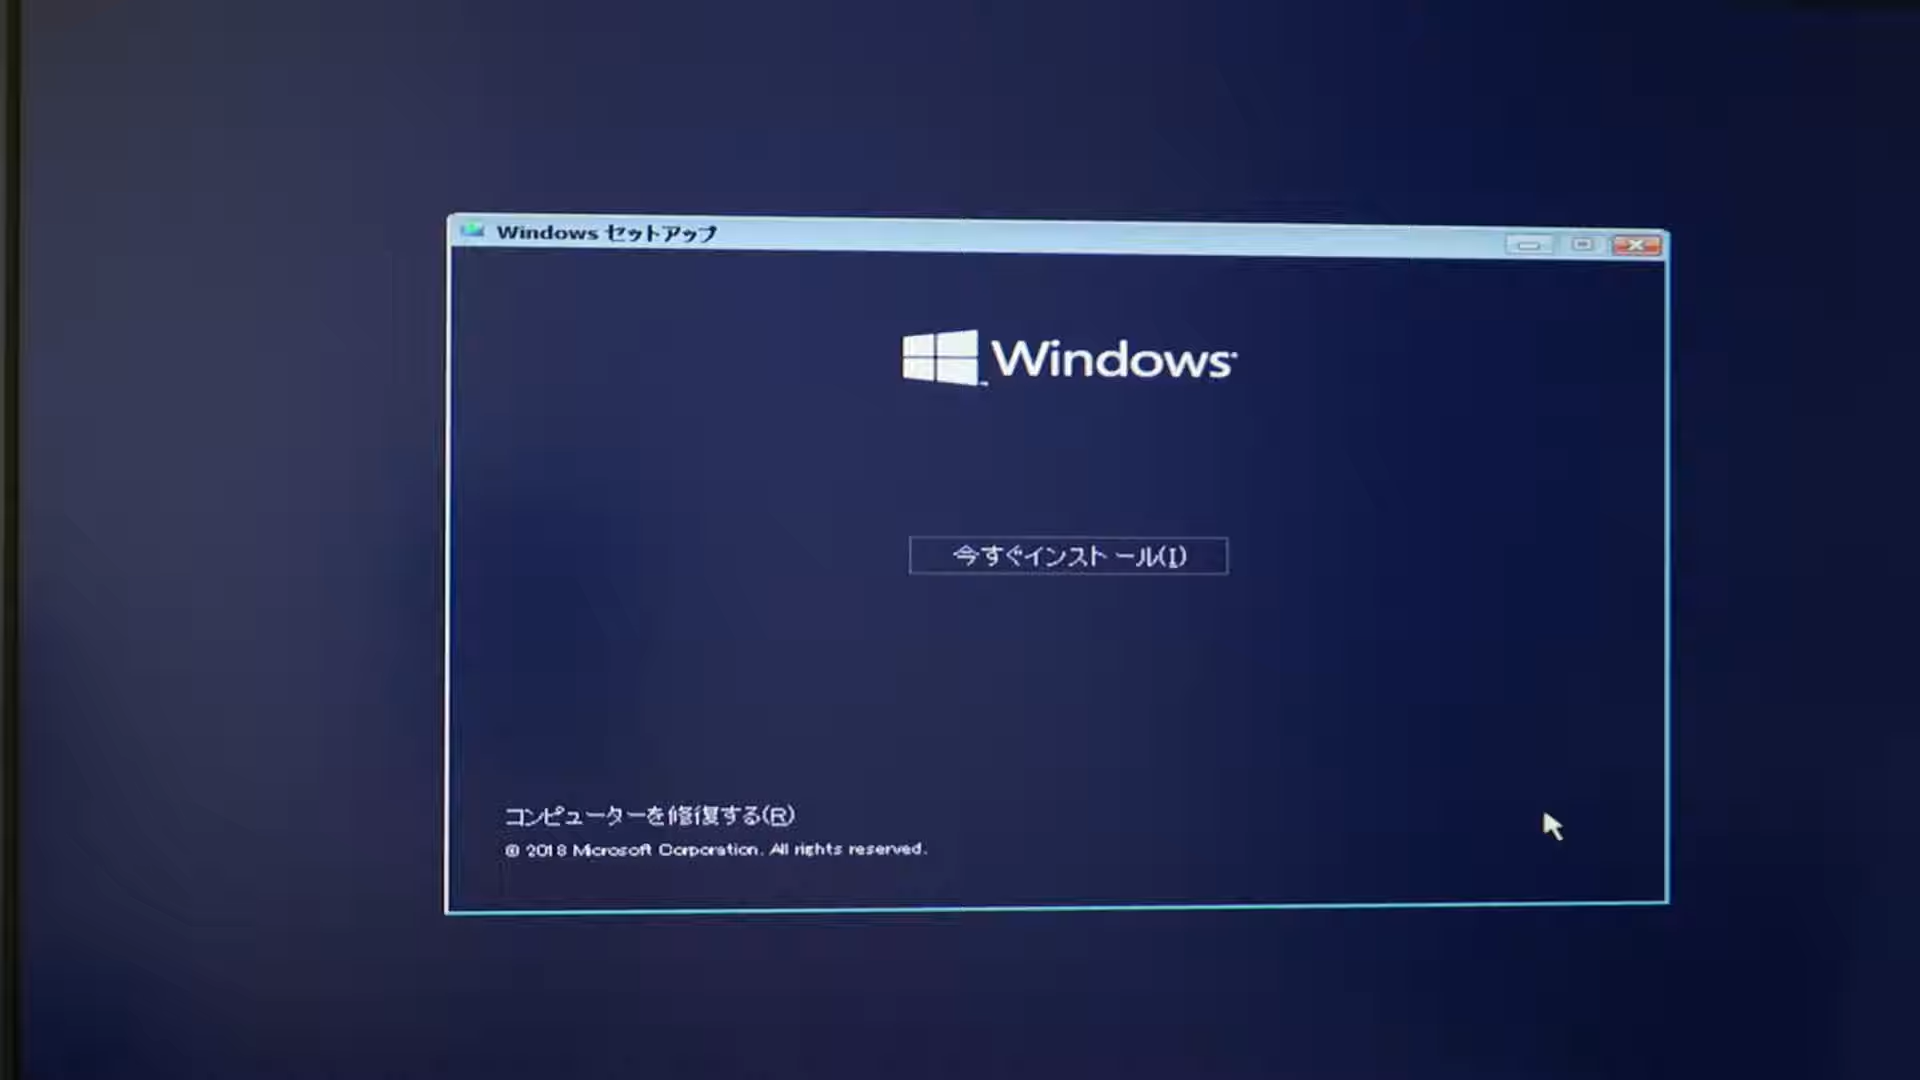 Windows セットアップ
Windows
今すぐインストール(I)
コンピューターを修復する(R)
© 2018 Microsoft Corporation. All rights reserved.